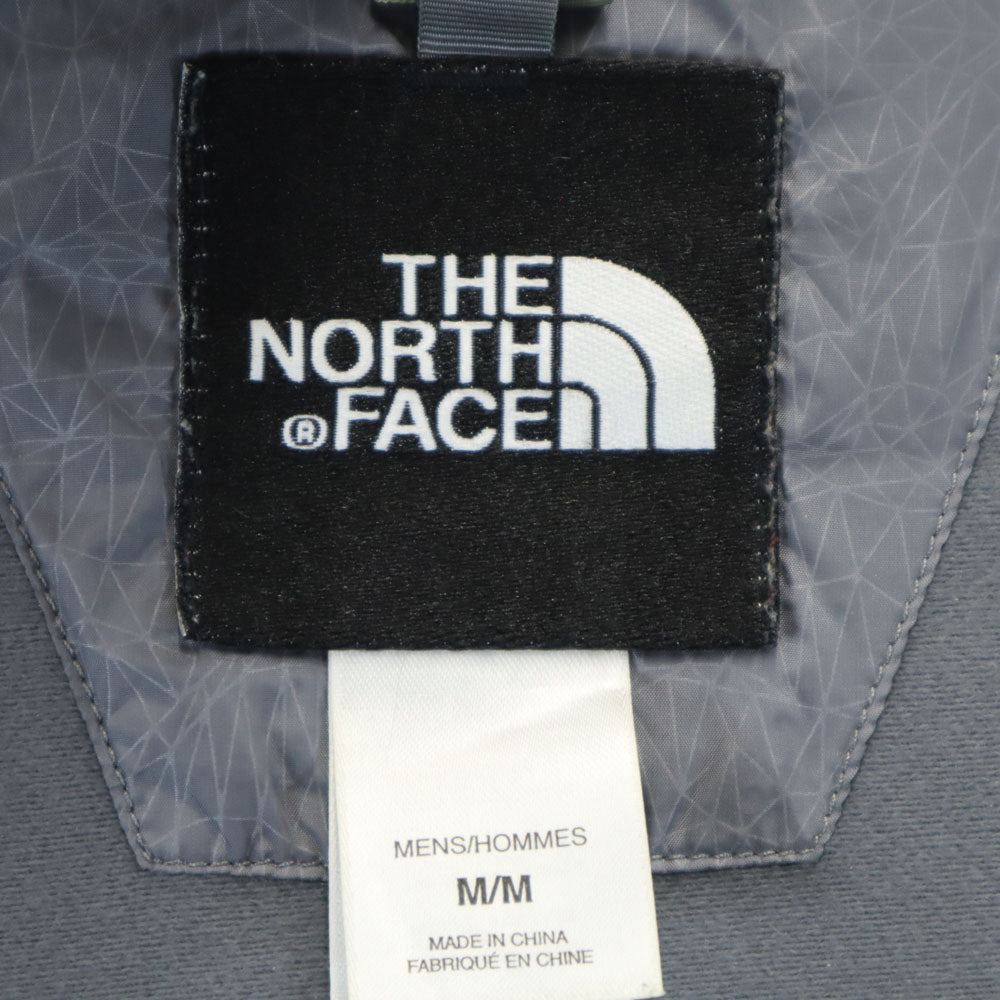 THE
NORTH
®FACE
MENS/HOMMES
M/M
MADE IN CHINA
FABRIQUÉ EN CHINE